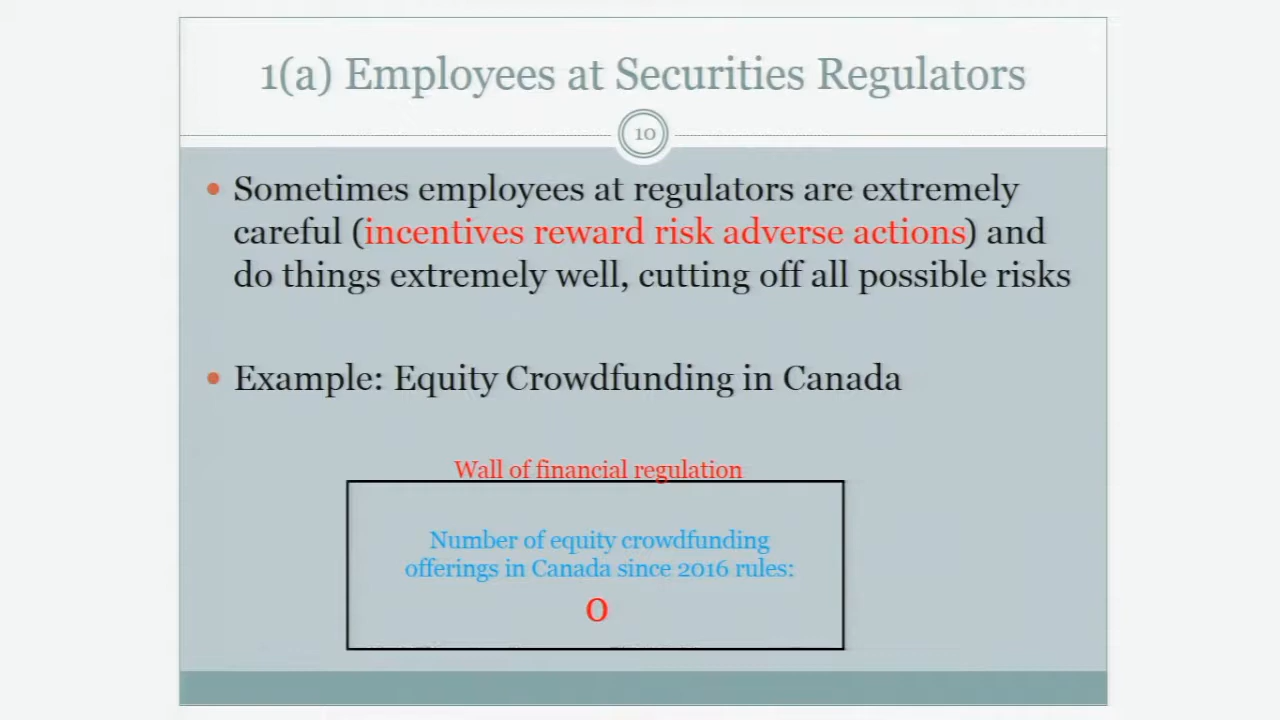 1(a) Employees at Securities Regulators
10
• Sometimes employees at regulators are extremely
careful (incentives reward risk adverse actions) and
do things extremely well, cutting off all possible risks
• Example: Equity Crowdfunding in Canada
Wall of financial regulation
Number of equity crowdfunding
offerings in Canada since 2016 rules:
0